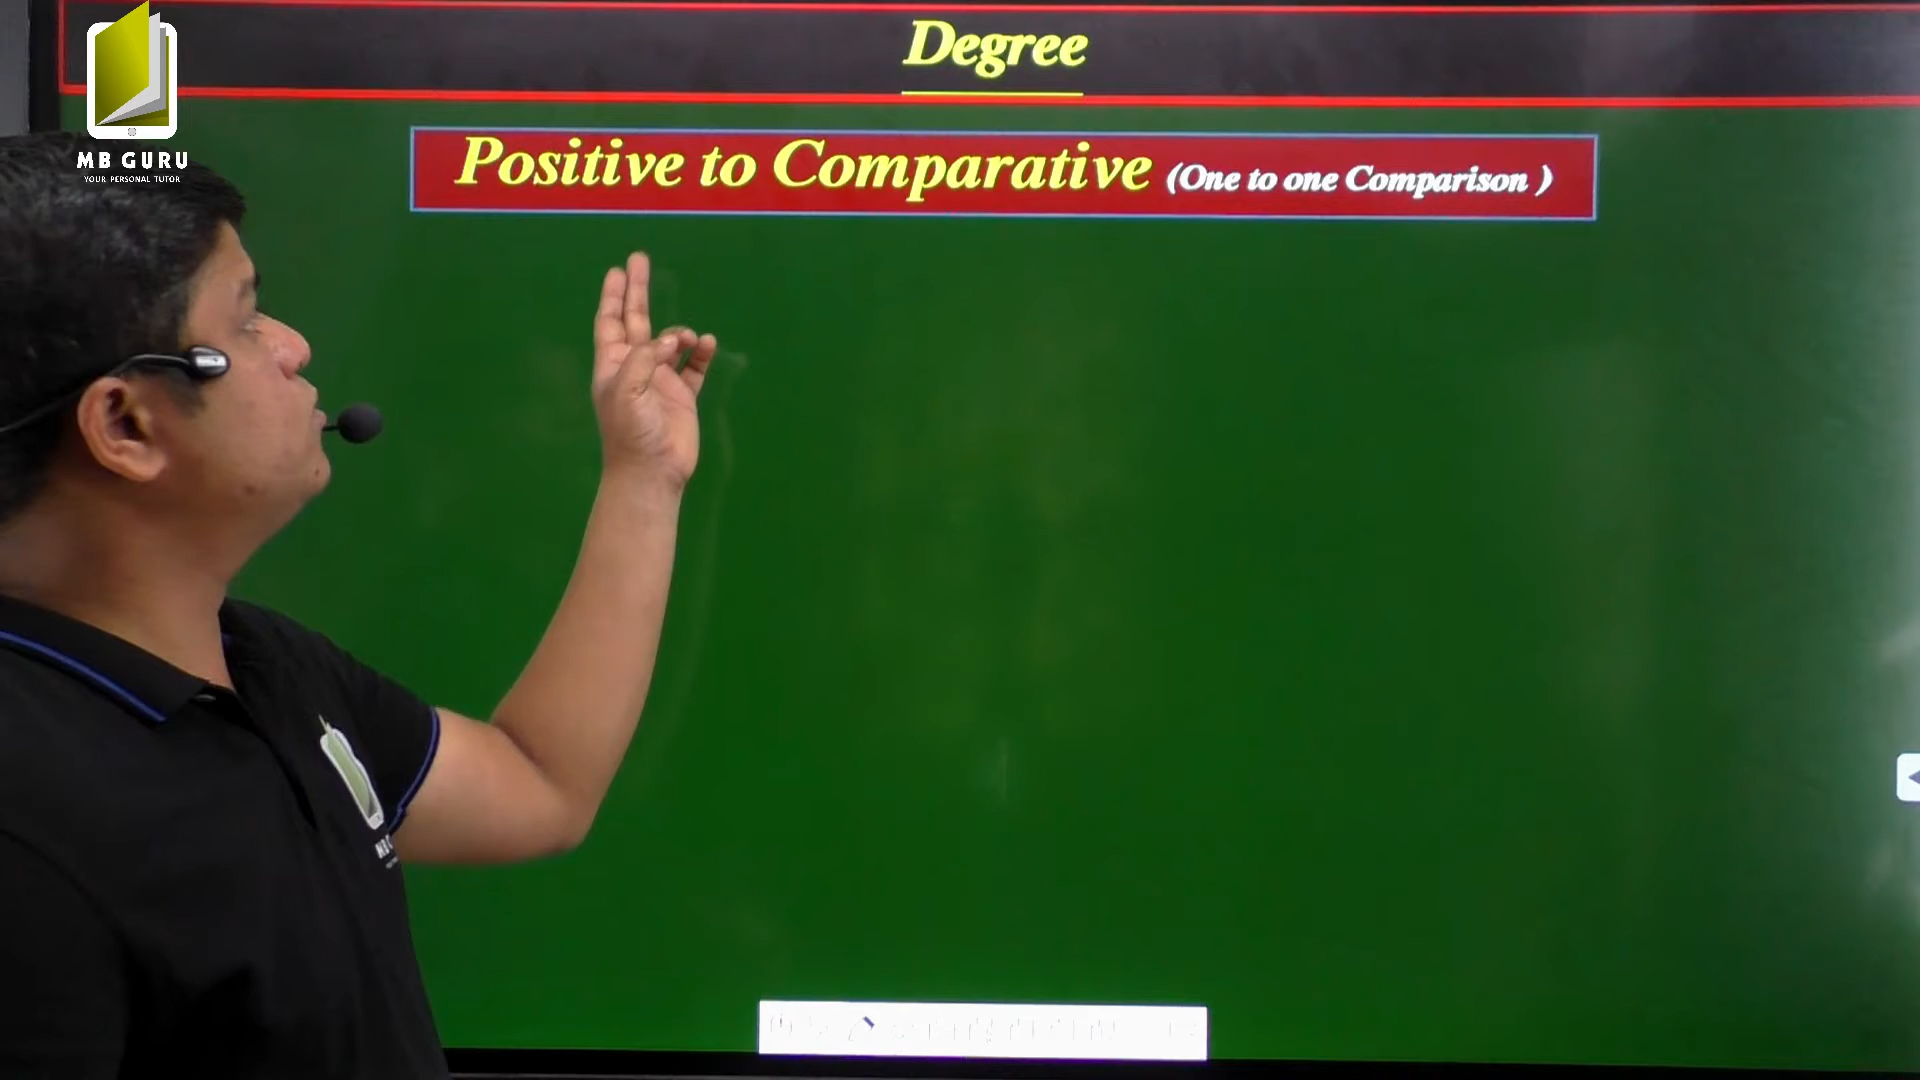 Degree
MB GURU
YOUR PERSONAL TUTOR
Positive to Comparative (One to one Comparison )